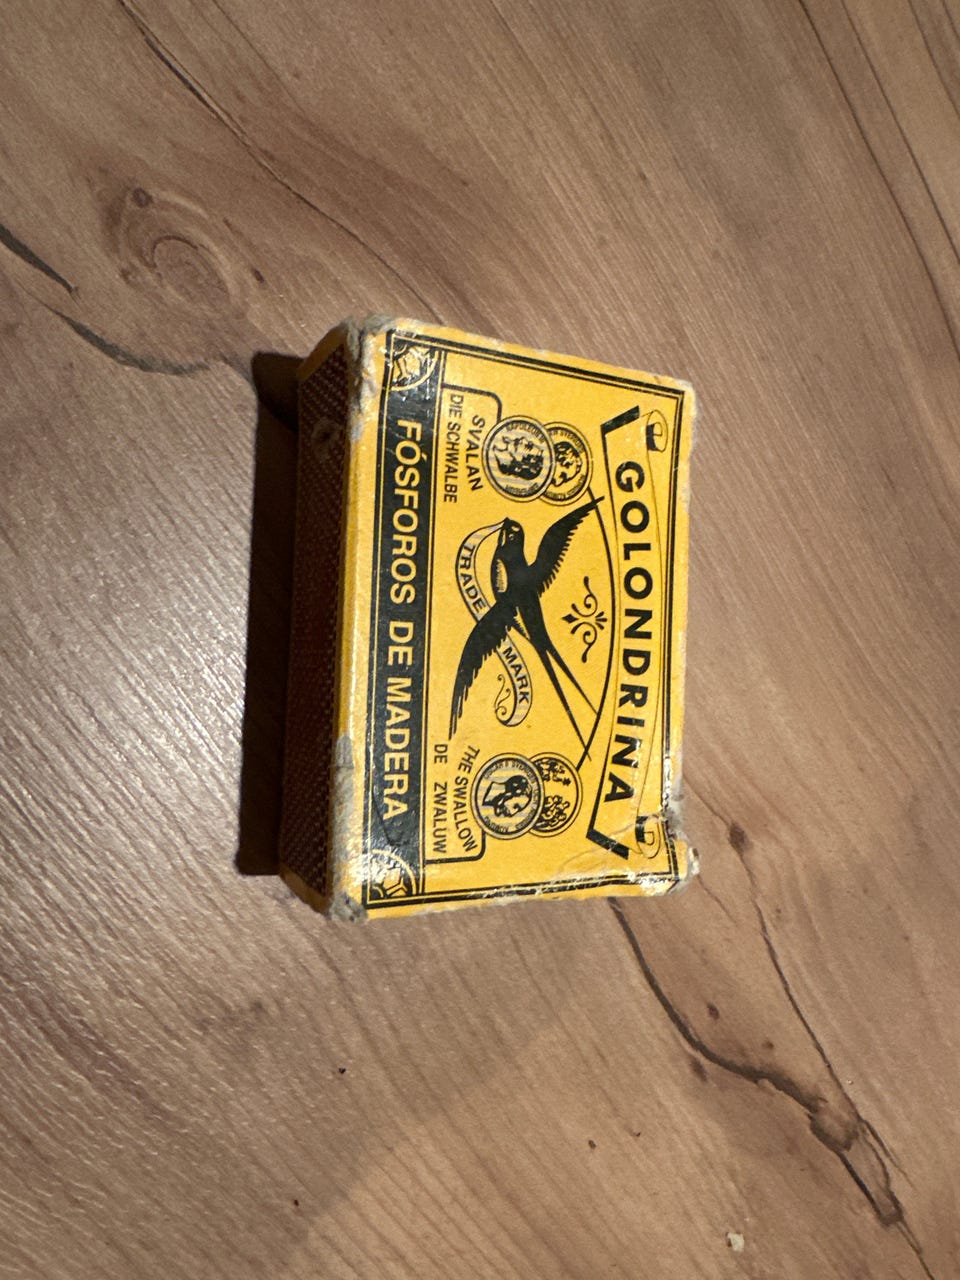 GOLONDRINA
TRADE MARK
SVALAN
DIE SCHWALBE
THE SWALLOW
DE ZWALUW
FÓSFOROS DE MADERA